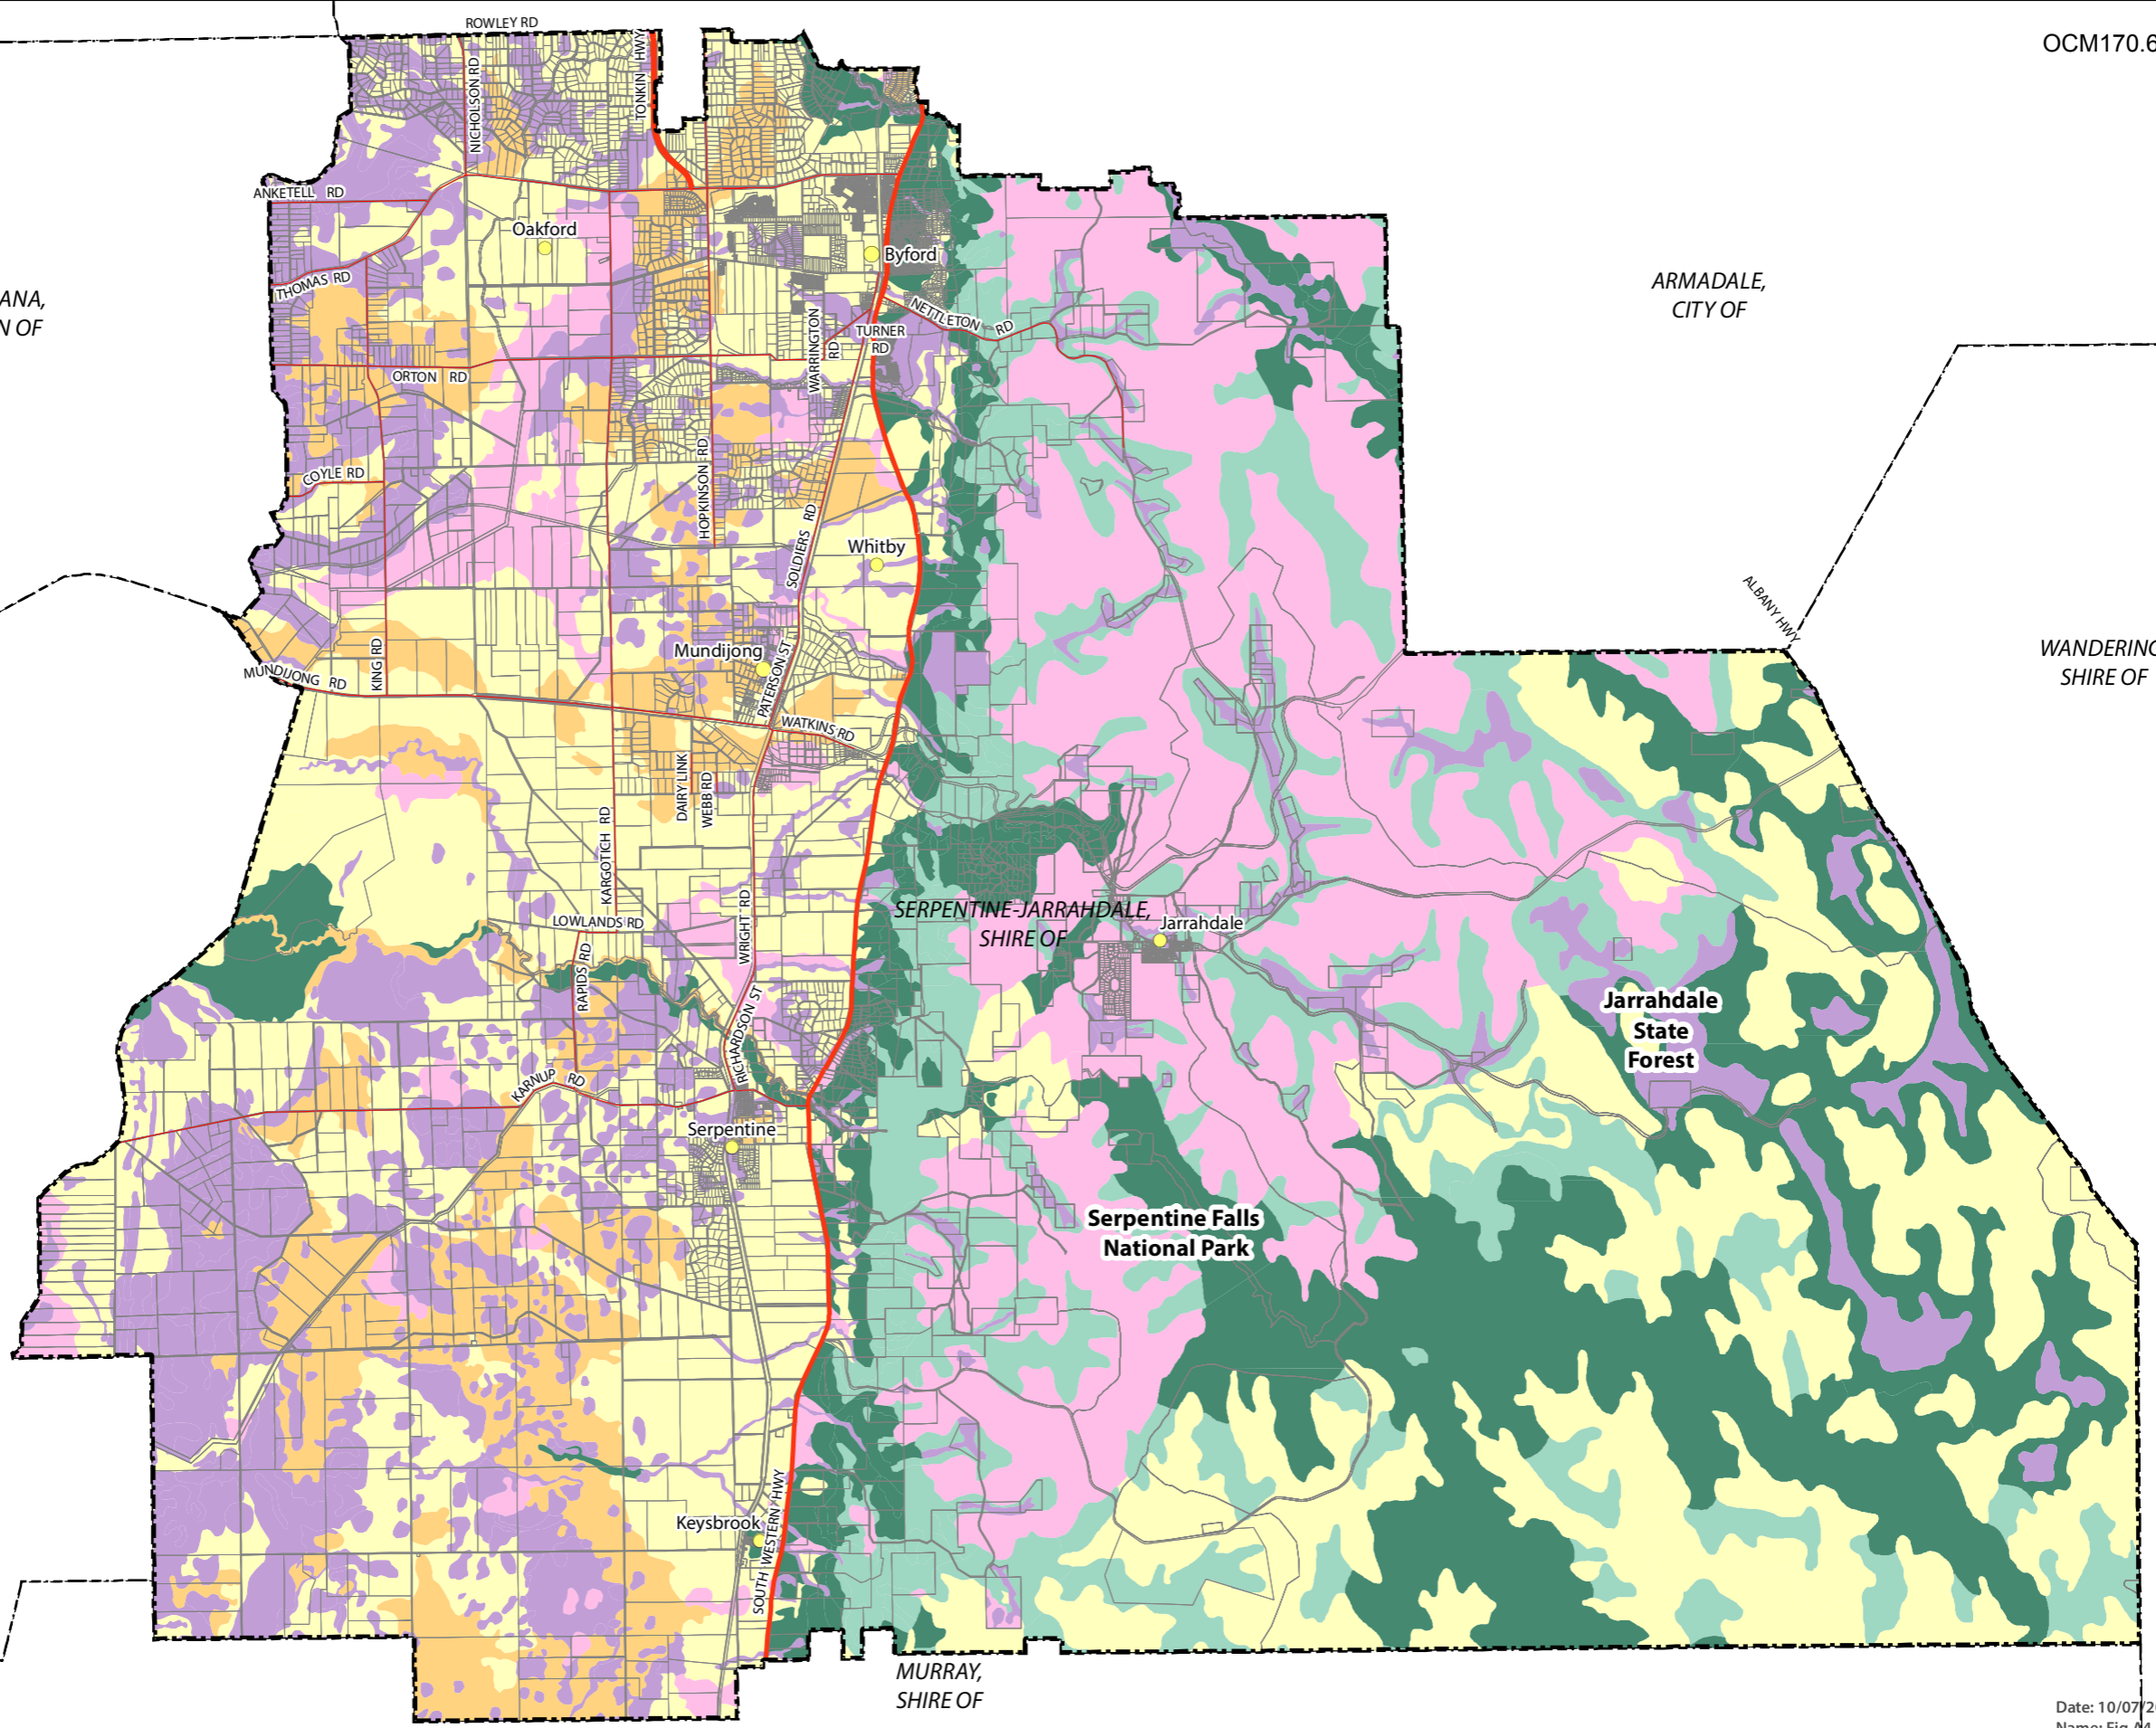 ROWLEY RD
OCM170.6
NICHOLSON RD
TONKIN HWY
ANKETELL RD
Oakford
Byford
THOMAS RD
ARMADALE,
CITY OF
ANA,
N OF
NETTLETON RD
TURNER
RD
WARRINGTON
RD
ORTON RD
HOPKINSON RD
COYLE RD
SOLDIERS RD
Whitby
ALBANY HWY
WANDERING
SHIRE OF
Mundijong
PATERSON ST
KING RD
MUNDIJONG RD
WATKINS RD
DAIRY LINK
WEBB RD
KARGOTICH RD
WRIGHT RD
LOWLANDS RD
SERPENTINE-JARRAHDALE,
SHIRE OF
Jarrahdale
RAPIDS RD
RICHARDSON ST
Jarrahdale
State
Forest
KARNUP RD
Serpentine
Serpentine Falls
National Park
Keysbrook
SOUTH WESTERN HWY
MURRAY,
SHIRE OF
Date: 10/07/20